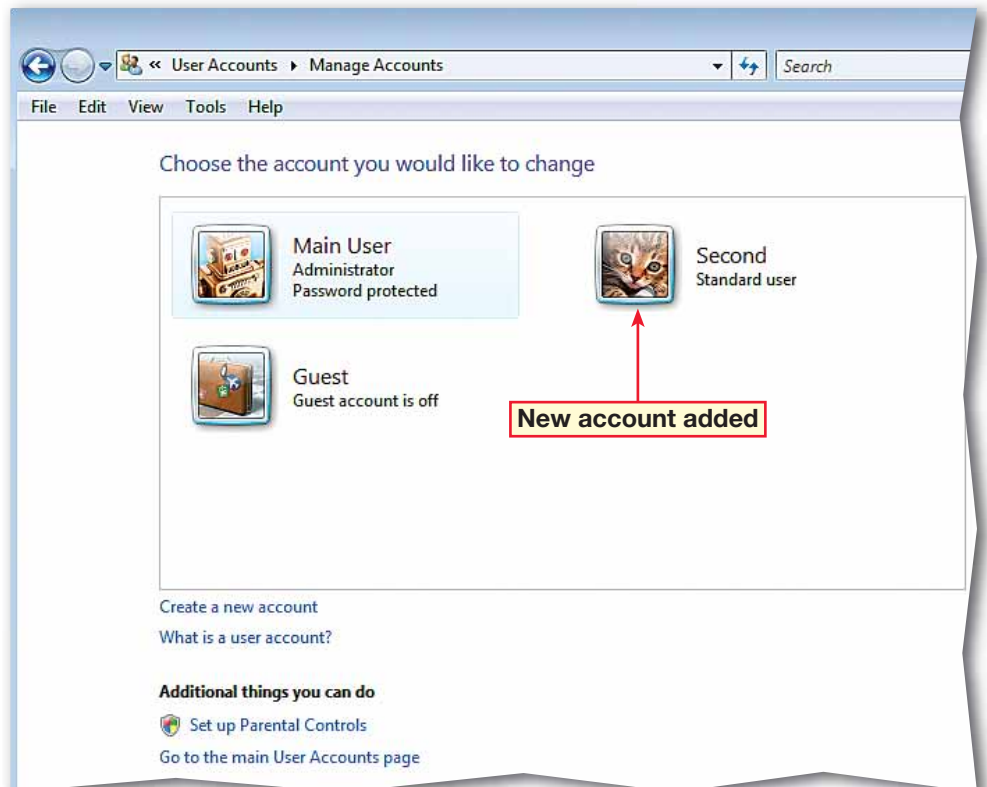 « User Accounts ▸ Manage Accounts
Search
File Edit View Tools Help
Choose the account you would like to change
Main User
Administrator
Password protected
Second
Standard user
Guest
Guest account is off
New account added
Create a new account
What is a user account?
Additional things you can do
Set up Parental Controls
Go to the main User Accounts page